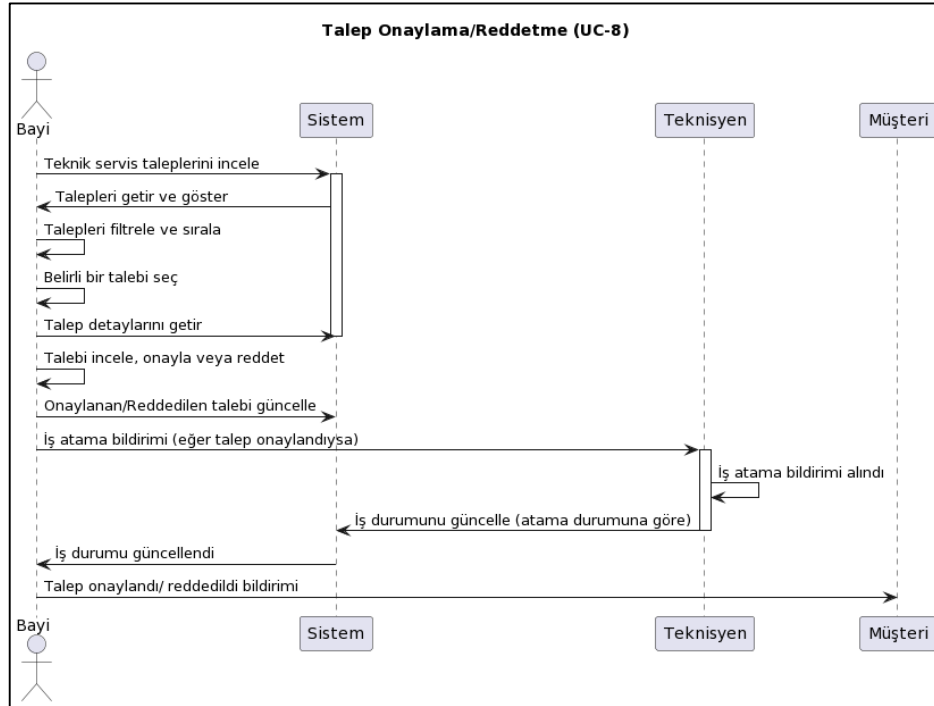 Talep Onaylama/Reddetme (UC-8)
Bayi
Sistem
Teknisyen
Müşteri
Teknik servis taleplerini incele
Talepleri getir ve göster
Talepleri filtrele ve sırala
Belirli bir talebi seç
Talep detaylarını getir
Talebi incele, onayla veya reddet
Onaylanan/Reddedilen talebi güncelle
İş atama bildirimi (eğer talep onaylandıysa)
İş atama bildirimi alındı
İş durumunu güncelle (atama durumuna göre)
İş durumu güncellendi
Talep onaylandı/ reddedildi bildirimi
Bayi
Sistem
Teknisyen
Müşteri